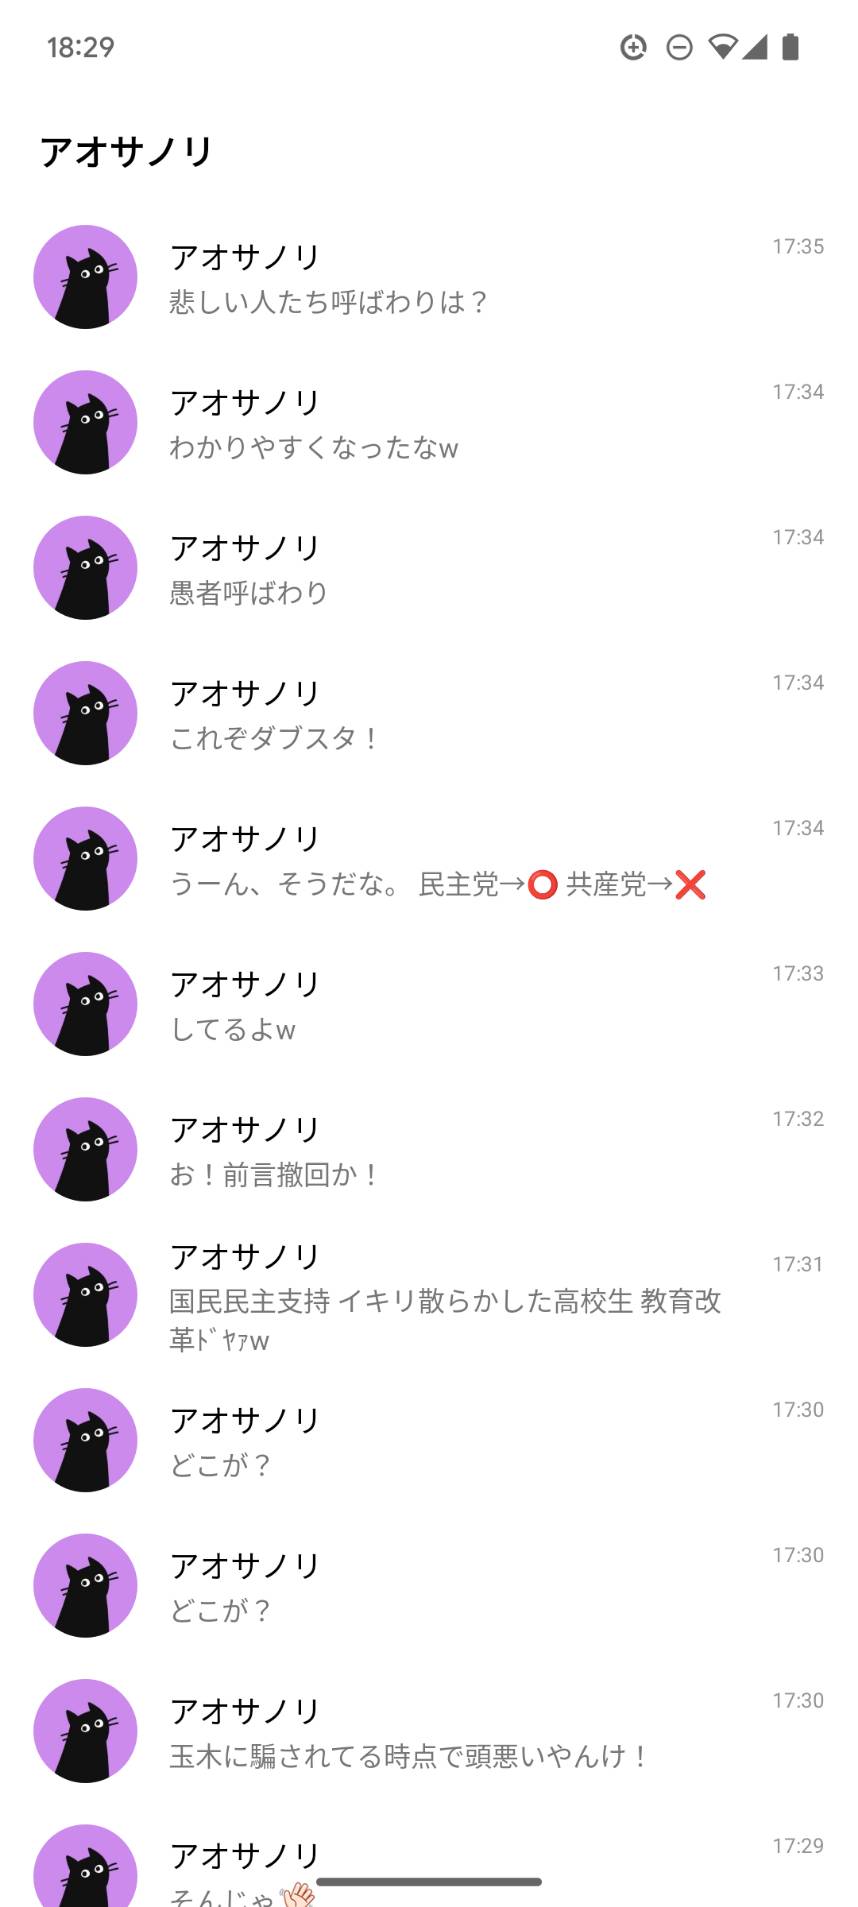 18:29
アオサノリ
アオサノリ
17:35
悲しい人たち呼ばわりは？
アオサノリ
17:34
わかりやすくなったなw
アオサノリ
17:34
愚者呼ばわり
アオサノリ
17:34
これぞダブスタ！
アオサノリ
17:34
うーん、そうだな。 民主党→⭕ 共産党→❌
アオサノリ
17:33
してるよw
アオサノリ
17:32
お！前言撤回か！
アオサノリ
17:31
国民民主支持 イキリ散らかした高校生 教育改
革ﾄﾞﾔｧw
アオサノリ
17:30
どこが？
アオサノリ
17:30
どこが？
アオサノリ
17:30
玉木に騙されてる時点で頭悪いやんけ！
アオサノリ
17:29
そんじゃ👋🏻